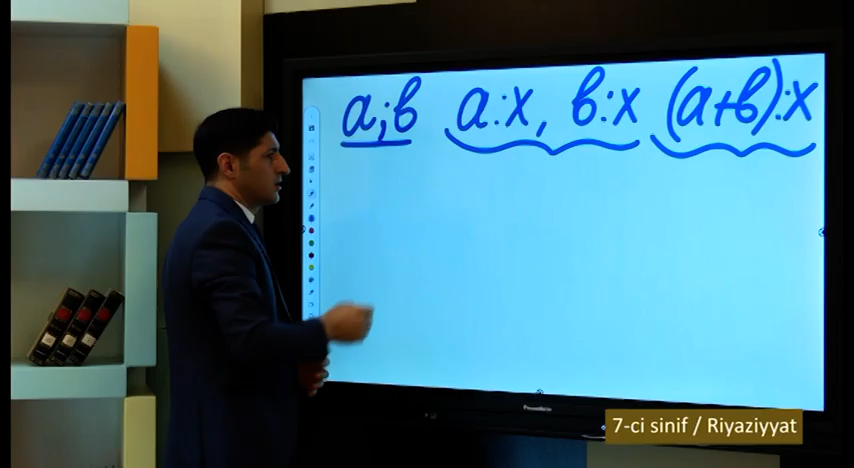 a;b a:x, b:x (a+b):x
7-ci sinif / Riyaziyyat